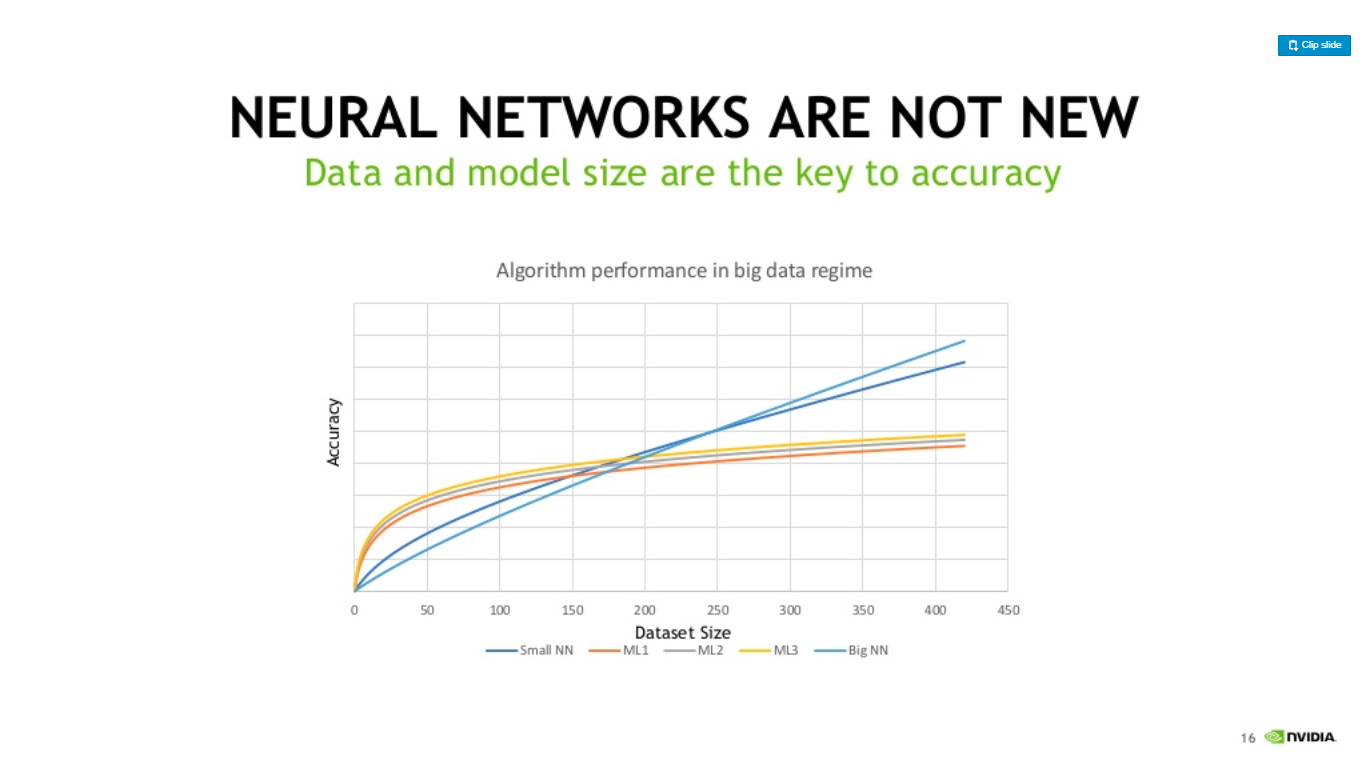 Clip slide
NEURAL NETWORKS ARE NOT NEW
Data and model size are the key to accuracy
Algorithm performance in big data regime
Accuracy
0 50 100 150 200 250 300 350 400 450
Dataset Size
Small NN ML1 ML2 ML3 Big NN
16 NVIDIA.